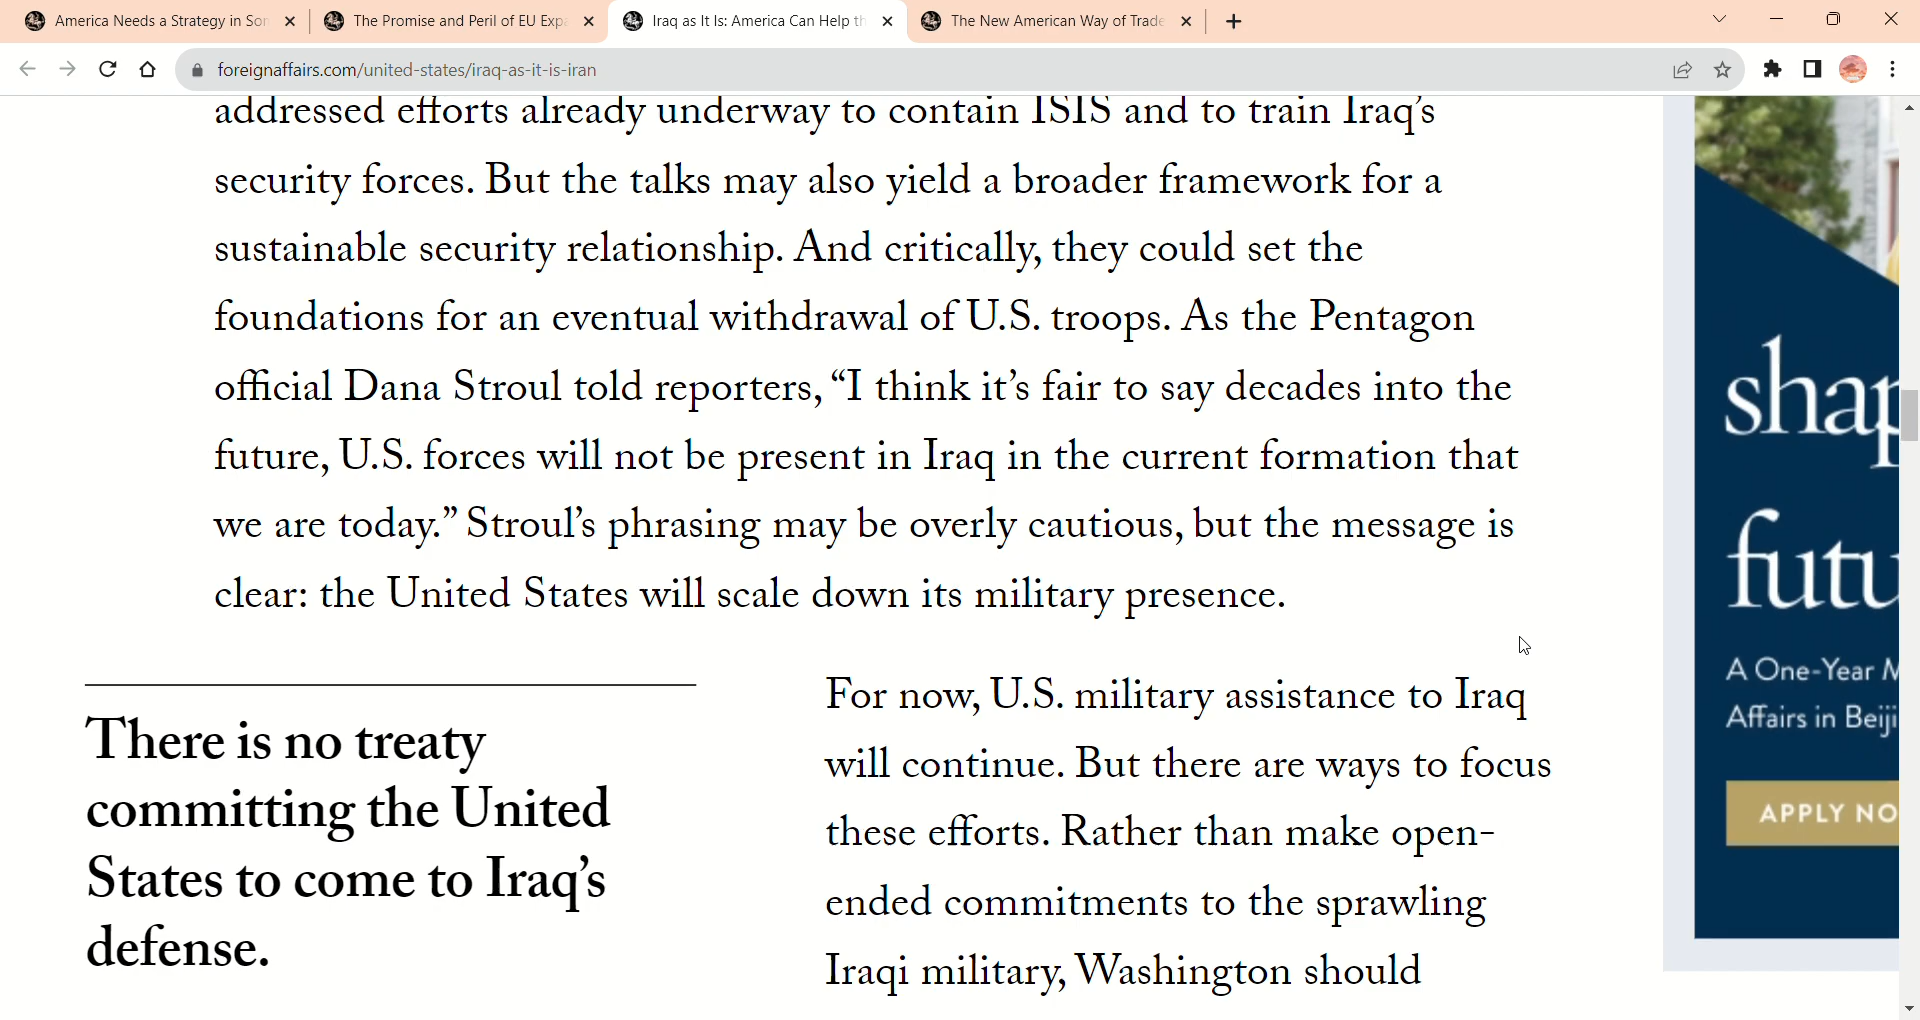 America Needs a Strategy in So
The Promise and Peril of EU Exp
Iraq as It Is: America Can Help th
The New American Way of Trade
foreignaffairs.com/united-states/iraq-as-it-is-iran
addressed efforts already underway to contain ISIS and to train Iraq’s
security forces. But the talks may also yield a broader framework for a
sustainable security relationship. And critically, they could set the
foundations for an eventual withdrawal of U.S. troops. As the Pentagon
official Dana Stroul told reporters, “I think it’s fair to say decades into the
future, U.S. forces will not be present in Iraq in the current formation that
we are today.” Stroul’s phrasing may be overly cautious, but the message is
clear: the United States will scale down its military presence.
There is no treaty
committing the United
States to come to Iraq’s
defense.
For now, U.S. military assistance to Iraq
will continue. But there are ways to focus
these efforts. Rather than make open-
ended commitments to the sprawling
Iraqi military, Washington should
shap
futu
A One-Year M
Affairs in Beiji
APPLY NO